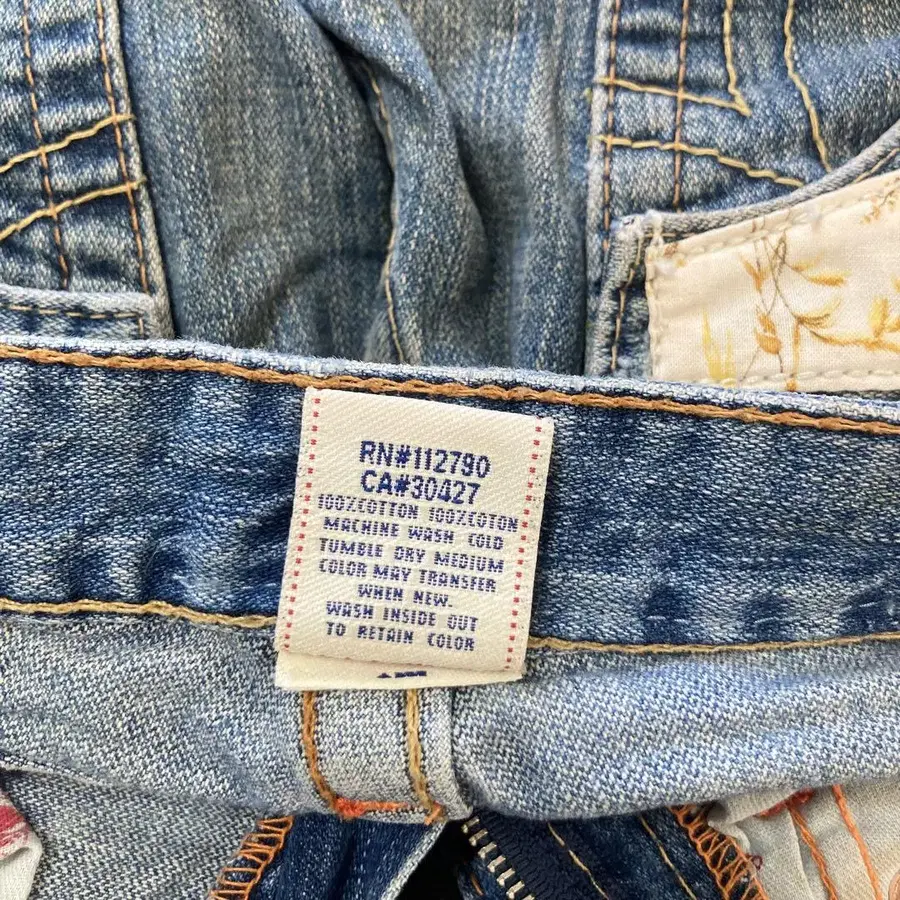 RN#112790
CA#30427
100%COTTON 100%COTON
MACHINE WASH COLD
TUMBLE DRY MEDIUM
COLOR MAY TRANSFER
WHEN NEW.
WASH INSIDE OUT
TO RETAIN COLOR